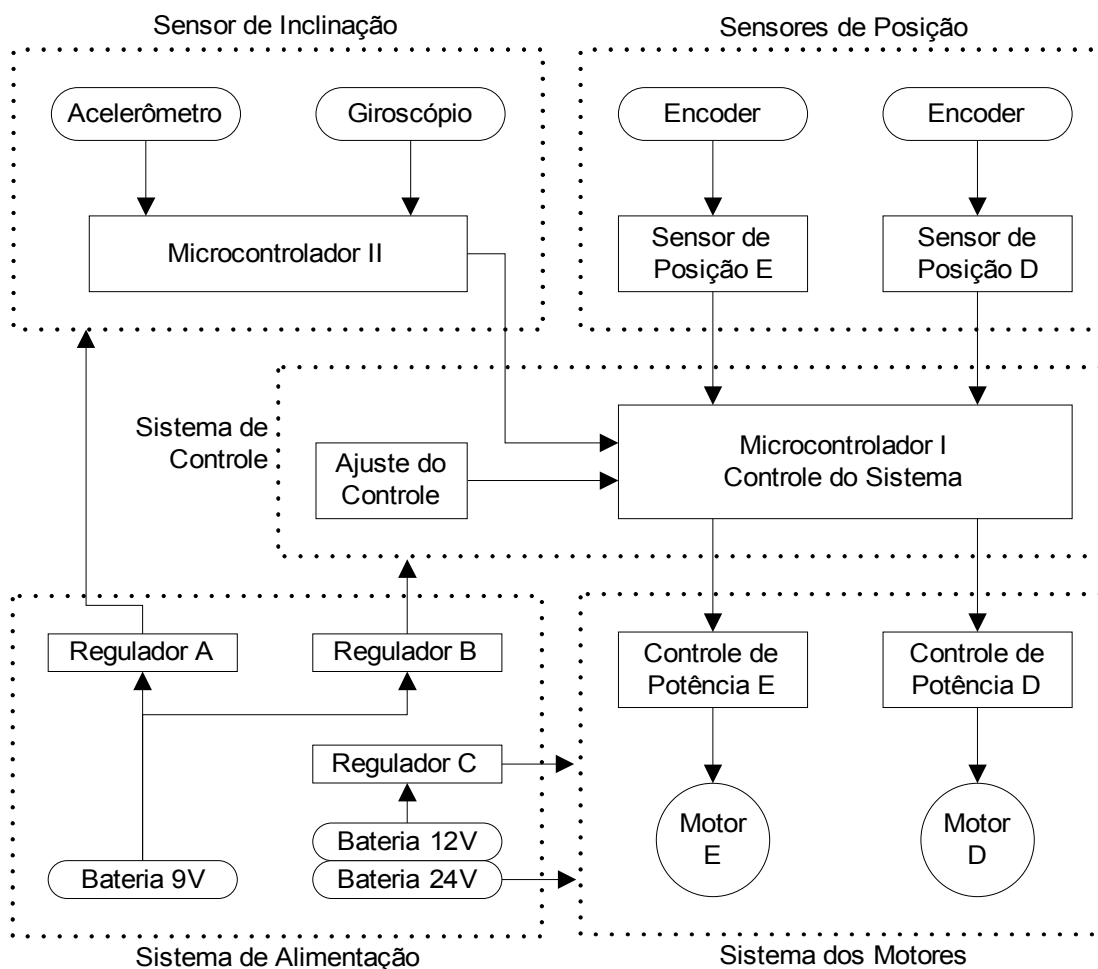 Sensor de Inclinação
Sensores de Posição
Acelerômetro
Giroscópio
Encoder
Encoder
Microcontrolador II
Sensor de
Posição E
Sensor de
Posição D
Sistema de
Controle
Ajuste do
Controle
Microcontrolador I
Controle do Sistema
Regulador A
Regulador B
Controle de
Potência E
Controle de
Potência D
Regulador C
Bateria 12V
Bateria 9V
Bateria 24V
Motor
E
Motor
D
Sistema de Alimentação
Sistema dos Motores